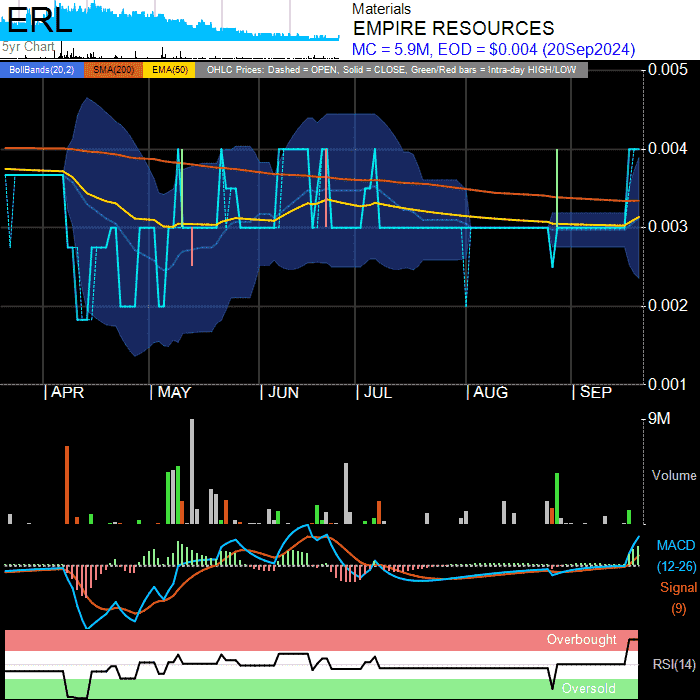 ERL
5yr Chart
Materials
EMPIRE RESOURCES
MC = 5.9M, EOD = $0.004 (20Sep2024)
BollBands(20,2) SMA(200) EMA(50) OHLC Prices: Dashed = OPEN, Solid = CLOSE, Green/Red bars = Intra-day HIGH/LOW
0.005
0.004
0.003
0.002
0.001
| APR | MAY | JUN | JUL | AUG | SEP
9M
Volume
MACD
(12-26)
Signal
(9)
Overbought
RSI(14)
Oversold